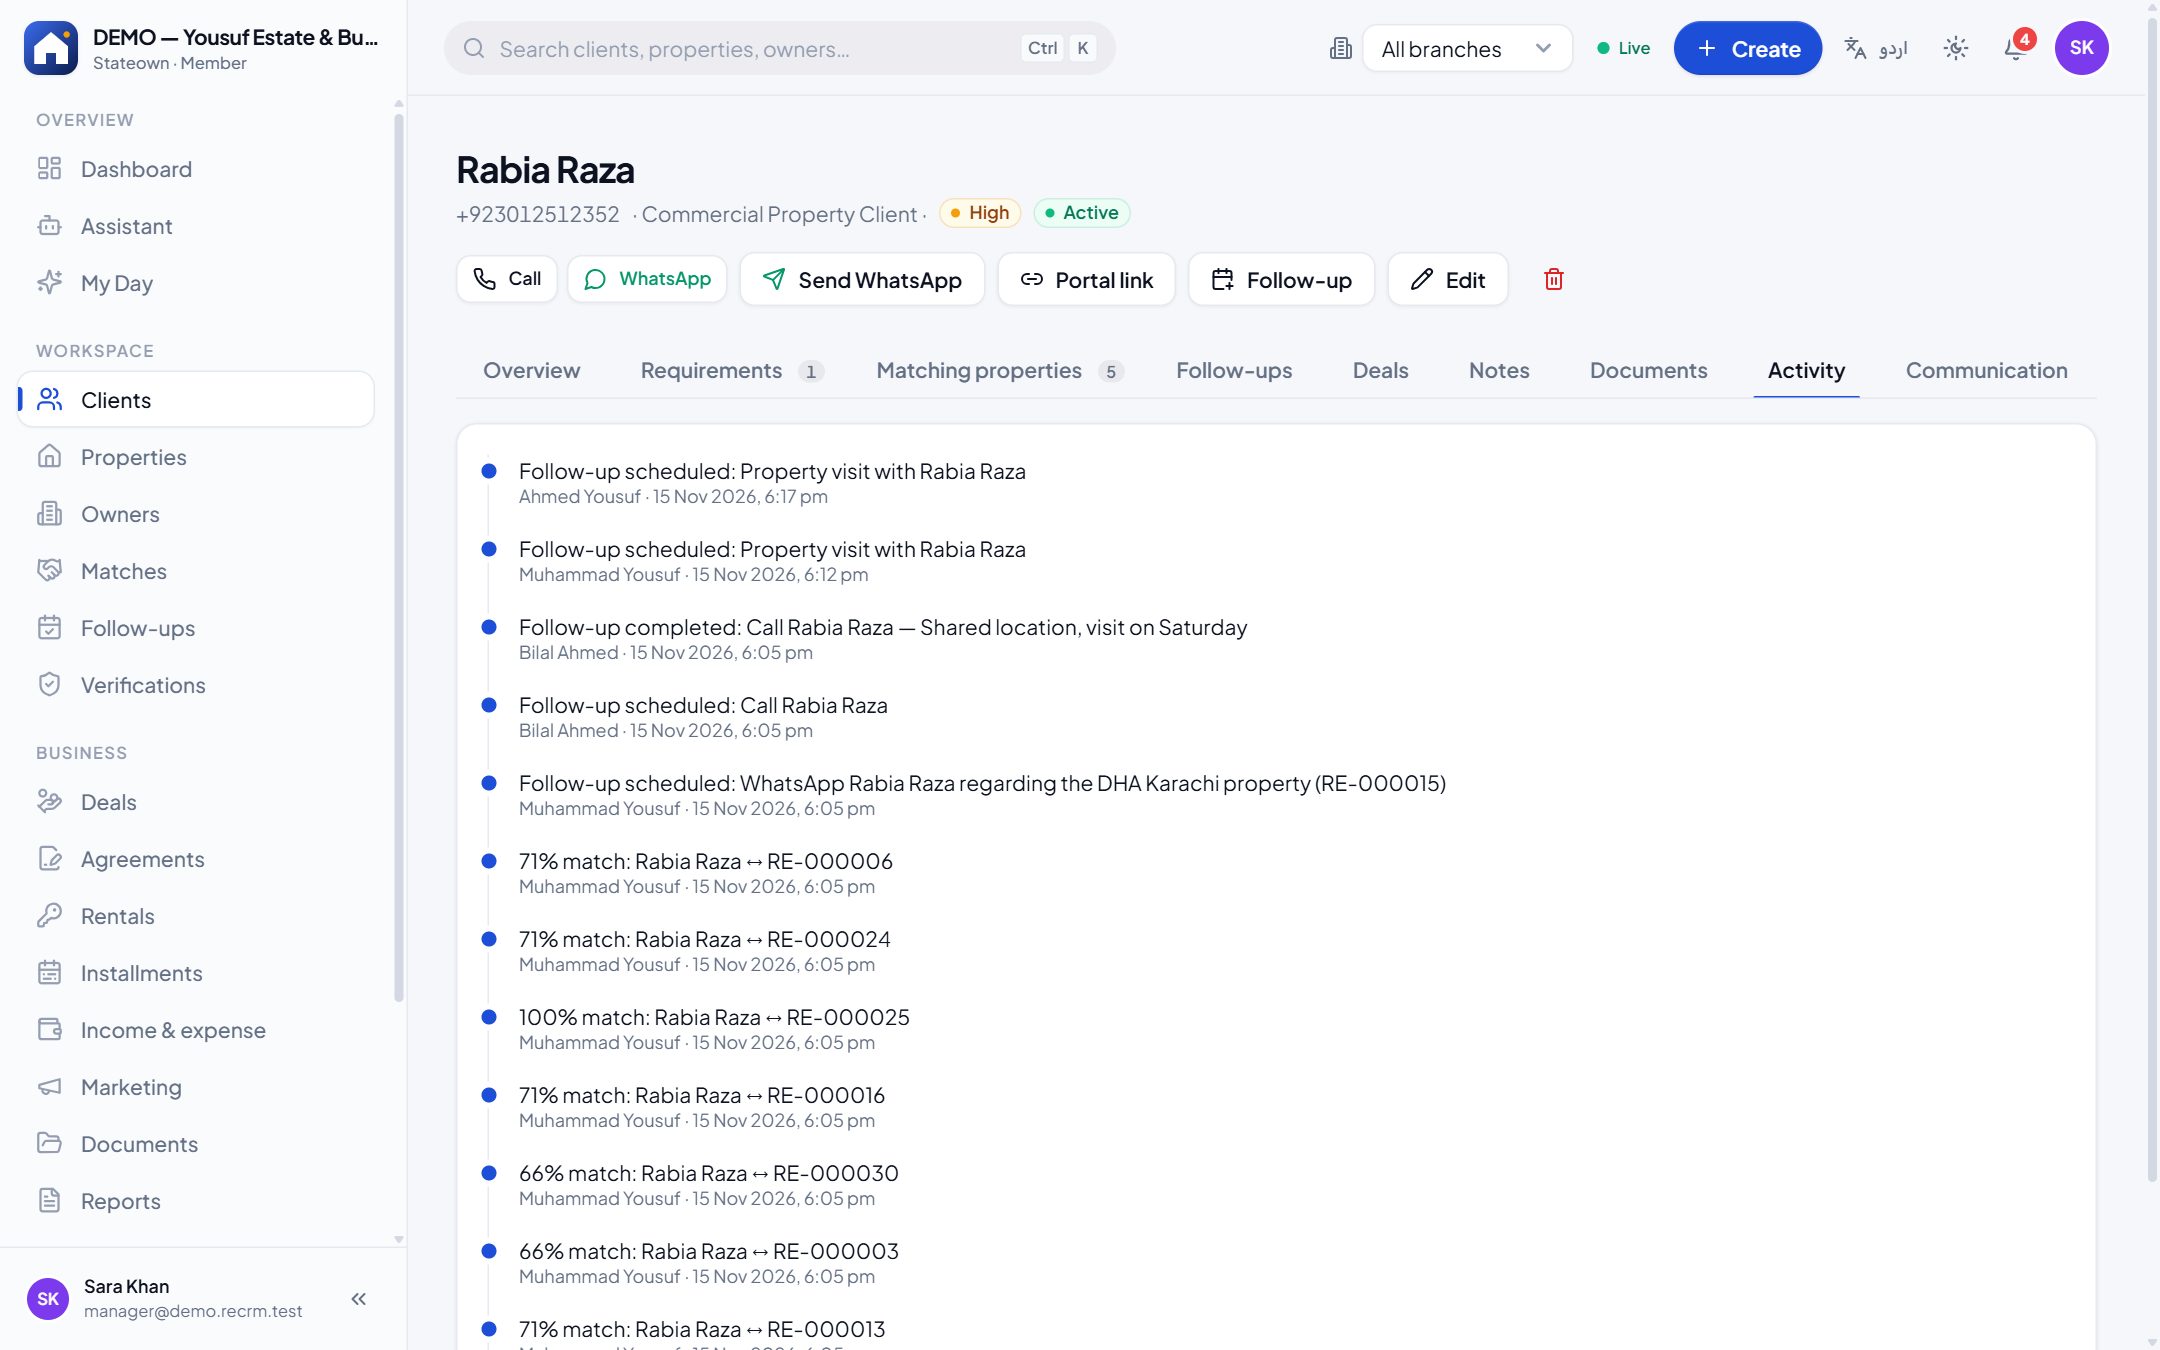 DEMO — Yousuf Estate & Bu...
Stateown · Member
OVERVIEW
Dashboard
Assistant
My Day
WORKSPACE
Clients
Properties
Owners
Matches
Follow-ups
Verifications
BUSINESS
Deals
Agreements
Rentals
Installments
Income & expense
Marketing
Documents
Reports
SK
Sara Khan
manager@demo.recrm.test
Search clients, properties, owners...
Ctrl K
All branches
Live
Create
اردو
4
SK
Rabia Raza
+923012512352 · Commercial Property Client · High Active
Call
WhatsApp
Send WhatsApp
Portal link
Follow-up
Edit
Overview
Requirements 1
Matching properties 5
Follow-ups
Deals
Notes
Documents
Activity
Communication
Follow-up scheduled: Property visit with Rabia Raza
Ahmed Yousuf · 15 Nov 2026, 6:17 pm
Follow-up scheduled: Property visit with Rabia Raza
Muhammad Yousuf · 15 Nov 2026, 6:12 pm
Follow-up completed: Call Rabia Raza — Shared location, visit on Saturday
Bilal Ahmed · 15 Nov 2026, 6:05 pm
Follow-up scheduled: Call Rabia Raza
Bilal Ahmed · 15 Nov 2026, 6:05 pm
Follow-up scheduled: WhatsApp Rabia Raza regarding the DHA Karachi property (RE-000015)
Muhammad Yousuf · 15 Nov 2026, 6:05 pm
71% match: Rabia Raza ↔ RE-000006
Muhammad Yousuf · 15 Nov 2026, 6:05 pm
71% match: Rabia Raza ↔ RE-000024
Muhammad Yousuf · 15 Nov 2026, 6:05 pm
100% match: Rabia Raza ↔ RE-000025
Muhammad Yousuf · 15 Nov 2026, 6:05 pm
71% match: Rabia Raza ↔ RE-000016
Muhammad Yousuf · 15 Nov 2026, 6:05 pm
66% match: Rabia Raza ↔ RE-000030
Muhammad Yousuf · 15 Nov 2026, 6:05 pm
66% match: Rabia Raza ↔ RE-000003
Muhammad Yousuf · 15 Nov 2026, 6:05 pm
71% match: Rabia Raza ↔ RE-000013